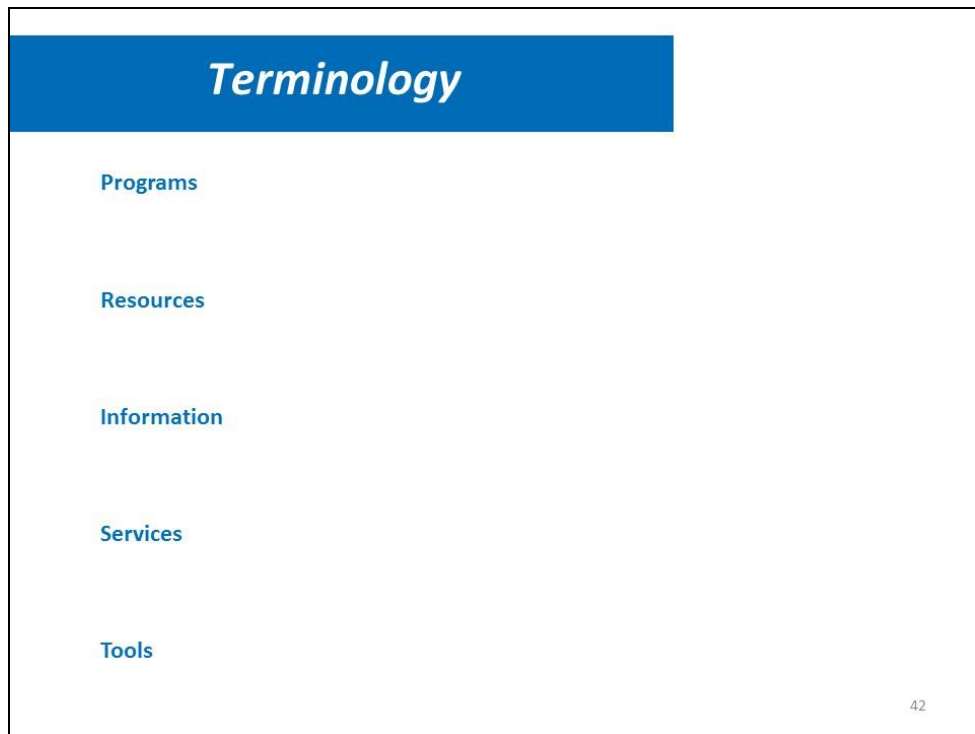 Terminology
Programs
Resources
Information
Services
Tools
42